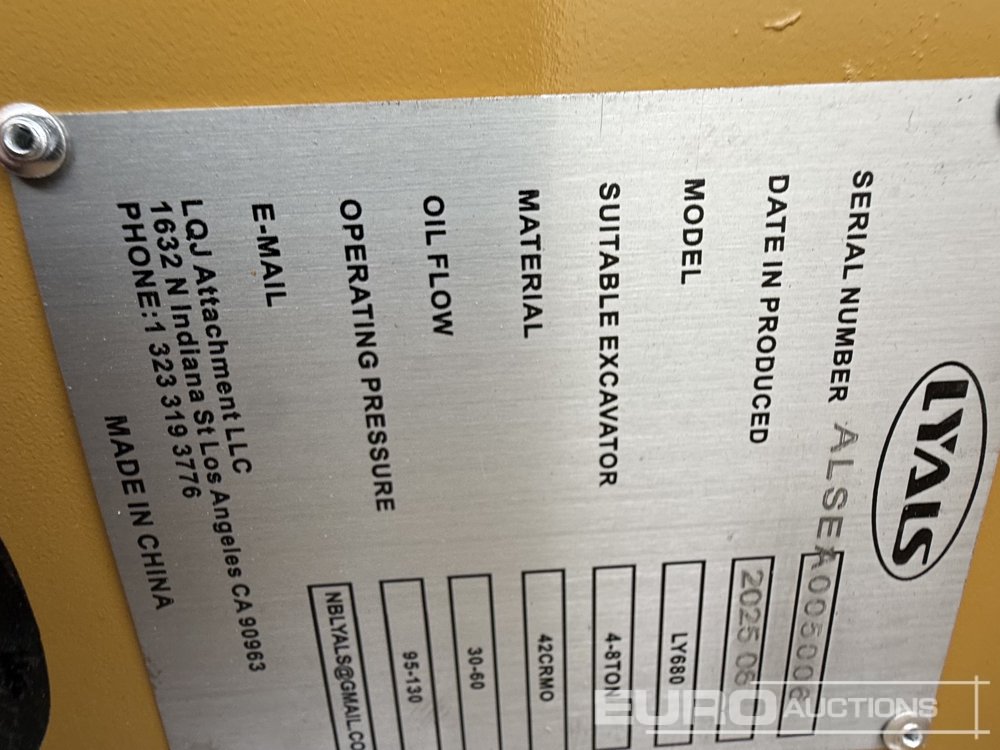 LYALS
SERIAL NUMBER ALSEA005006
DATE IN PRODUCED 2025 06
MODEL LY680
SUITABLE EXCAVATOR 4-8TON
MATERIAL 42CRMO
OIL FLOW 30-60
OPERATING PRESSURE 95-130
E-MAIL NBLYALS@GMAIL.CO
LQJ Attachment LLC
1632 N Indiana St Los Angeles CA 90963
PHONE:1 323 319 3776
MADE IN CHINA
EURO AUCTIONS